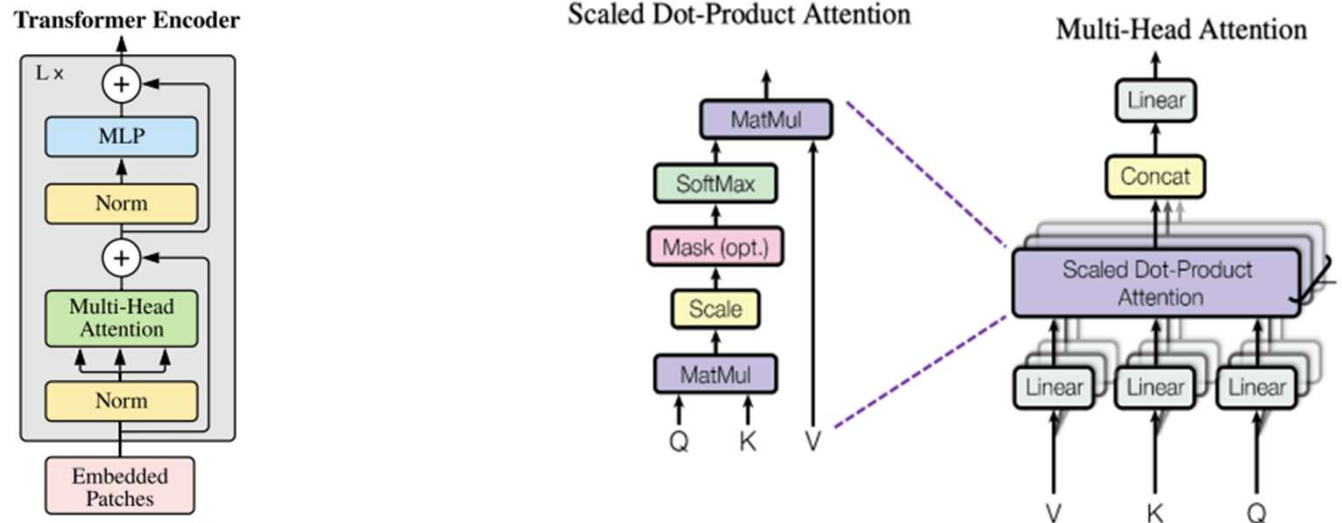 Transformer Encoder
L ×
+
MLP
Norm
+
Multi-Head
Attention
Norm
Embedded
Patches
Scaled Dot-Product Attention
MatMul
SoftMax
Mask (opt.)
Scale
MatMul
Q K V
Multi-Head Attention
Linear
Concat
Scaled Dot-Product
Attention
Linear Linear Linear
V K Q